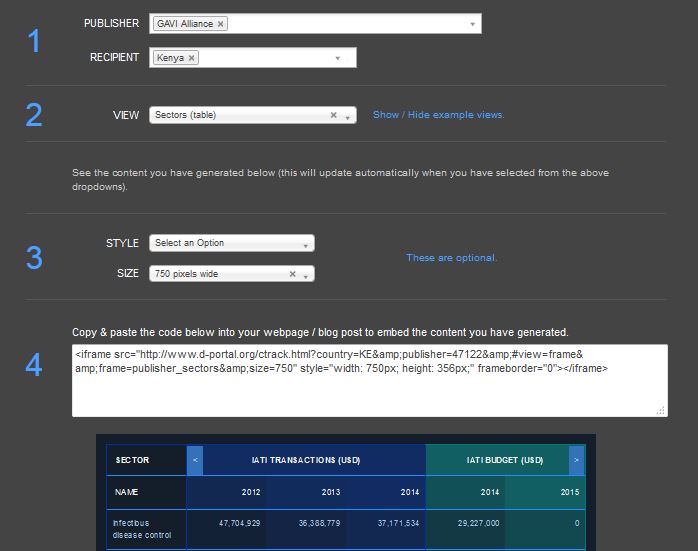 1
PUBLISHER GAVI Alliance ×
RECIPIENT Kenya ×
2
VIEW Sectors (table) × Show / Hide example views.
See the content you have generated below (this will update automatically when you have selected from the above
dropdowns).
3
STYLE Select an Option These are optional.
SIZE 750 pixels wide ×
4
Copy & paste the code below into your webpage / blog post to embed the content you have generated.
<iframe src="http://www.d-portal.org/ctrack.html?country=KE&amp;publisher=47122&amp;#view=frame&
amp;frame=publisher_sectors&amp;size=750" style="width: 750px; height: 356px;" frameborder="0"></iframe>
SECTOR < IATI TRANSACTIONS (USD) IATI BUDGET (USD) >
NAME 2012 2013 2014 2014 2015
Infectious
disease control 47,704,929 36,388,779 37,171,534 29,227,000 0